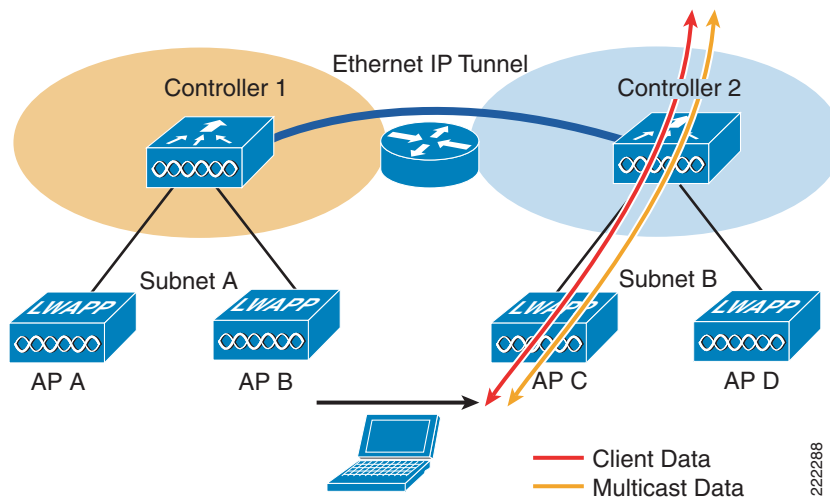 Ethernet IP Tunnel
Controller 1
Controller 2
Subnet A
Subnet B
LWAPP
LWAPP
LWAPP
LWAPP
AP A
AP B
AP C
AP D
Client Data
Multicast Data
222288